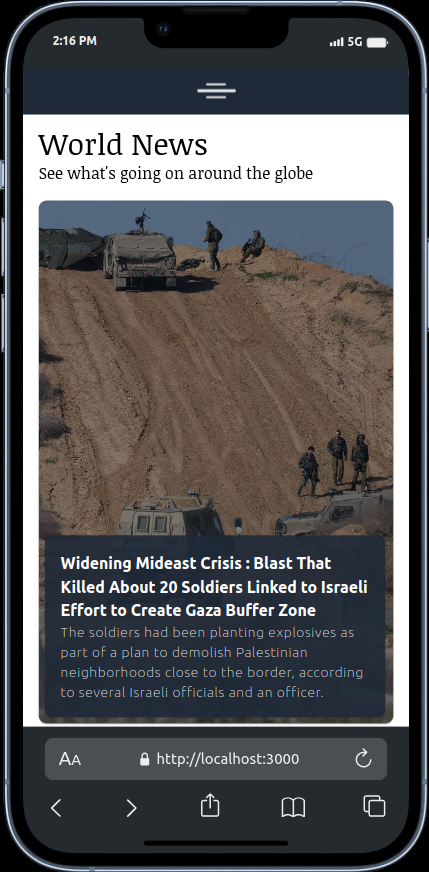 2:16 PM
5G
World News
See what's going on around the globe
Widening Mideast Crisis : Blast That
Killed About 20 Soldiers Linked to Israeli
Effort to Create Gaza Buffer Zone
The soldiers had been planting explosives as
part of a plan to demolish Palestinian
neighborhoods close to the border, according
to several Israeli officials and an officer.
AA http://localhost:3000